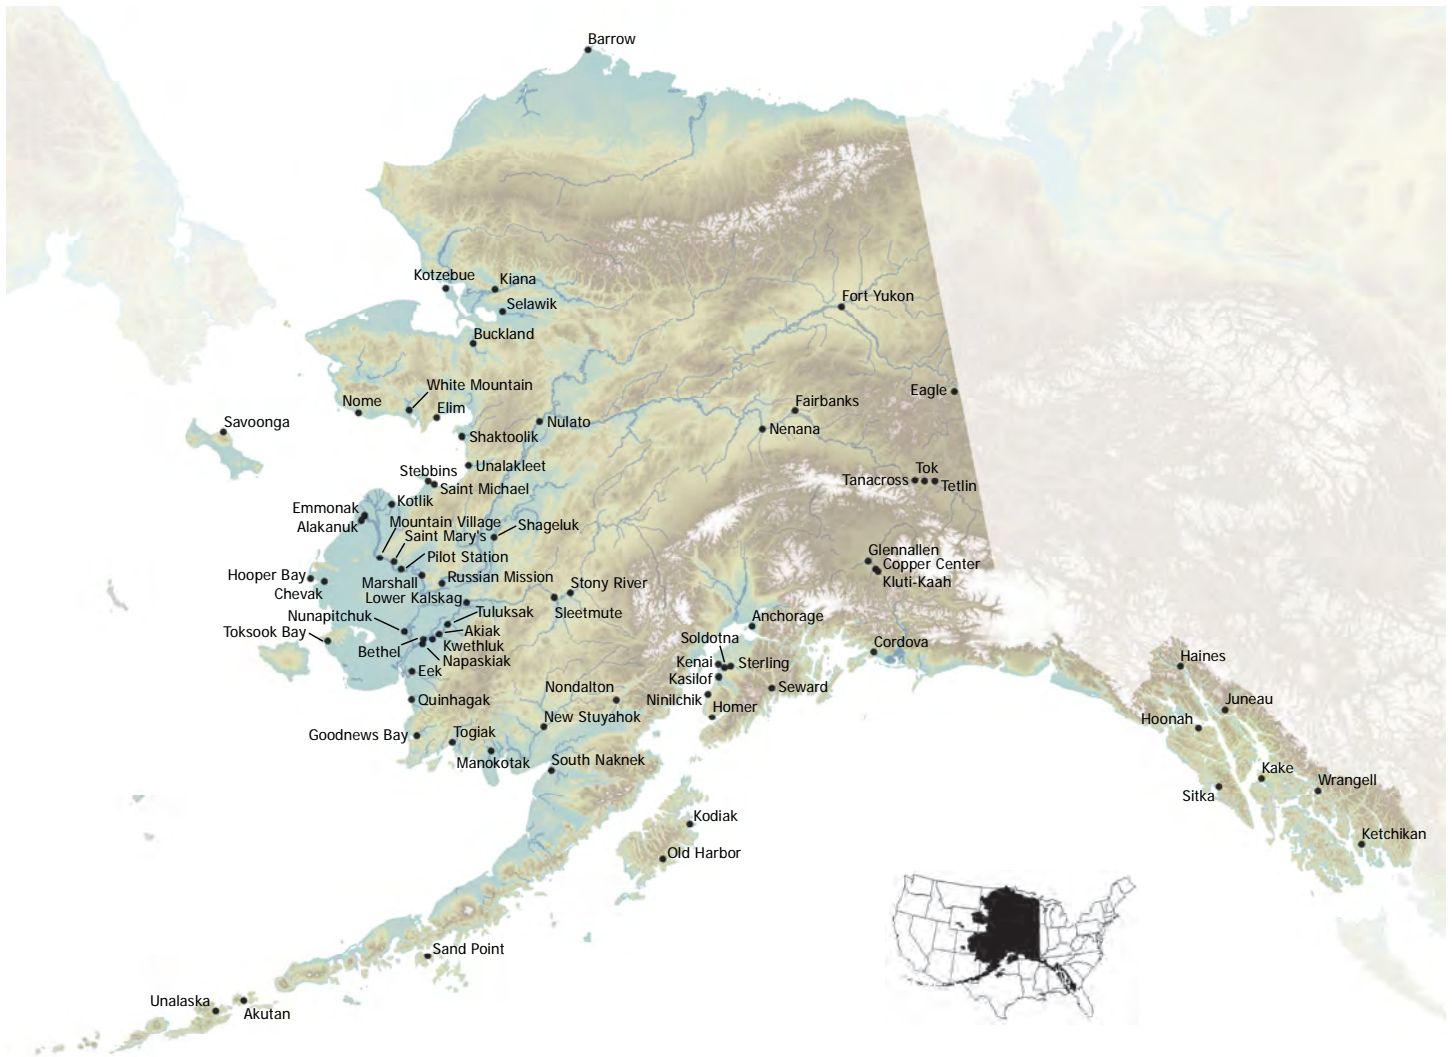 Barrow
Kotzebue
Kiana
Selawik
Fort Yukon
Buckland
White Mountain
Eagle
Nome
Elim
Fairbanks
Savoonga
Nulato
Nenana
Shaktoolik
Stebbins
Unalakleet
Tok
Tanacross
Tetlin
Saint Michael
Kotlik
Emmonak
Alakanuk
Mountain Village
Shageluk
Saint Mary's
Pilot Station
Glennallen
Copper Center
Hooper Bay
Marshall
Russian Mission
Stony River
Kluti-Kaah
Chevak
Lower Kalskag
Sleetmute
Nunapitchuk
Tuluksak
Anchorage
Toksook Bay
Akiak
Soldotna
Cordova
Bethel
Kwethluk
Napaskiak
Kenai
Sterling
Haines
Eek
Kasilof
Nondalton
Seward
Quinhagak
Ninilchik
Homer
Juneau
New Stuyahok
Hoonah
Goodnews Bay
Togiak
Manokotak
South Naknek
Kake
Wrangell
Sitka
Kodiak
Ketchikan
Old Harbor
Sand Point
Unalaska
Akutan